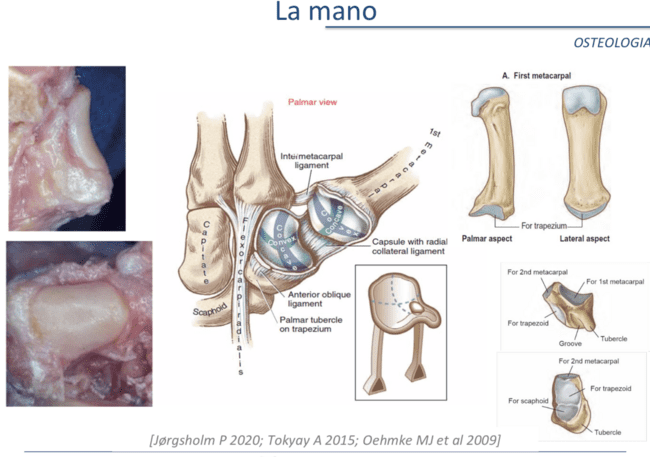 La mano
OSTEOLOGIA
A. First metacarpal
Palmar view
1st metacarpal
Intermetacarpal
ligament
Capitate
Flexor carpi radialis
Convex
Concave
Concave
Convex
For trapezium
Palmar aspect
Lateral aspect
Capsule with radial
collateral ligament
Scaphoid
Anterior oblique
ligament
Palmar tubercle
on trapezium
For 2nd metacarpal
For 1st metacarpal
For trapezoid
Tubercle
Groove
For 2nd metacarpal
For trapezoid
For scaphoid
Tubercle
[Jørgsholm P 2020; Tokyay A 2015; Oehmke MJ et al 2009]